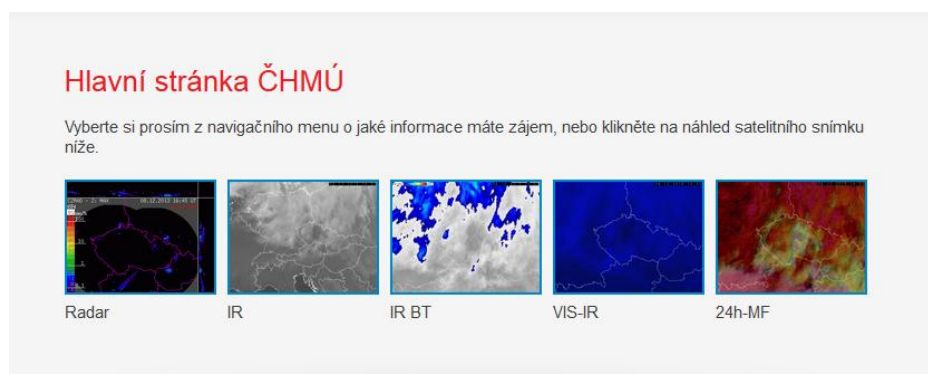 Hlavní stránka ČHMÚ
Vyberte si prosím z navigačního menu o jaké informace máte zájem, nebo klikněte na náhled satelitního snímku
níže.
Radar
IR
IR BT
VIS-IR
24h-MF